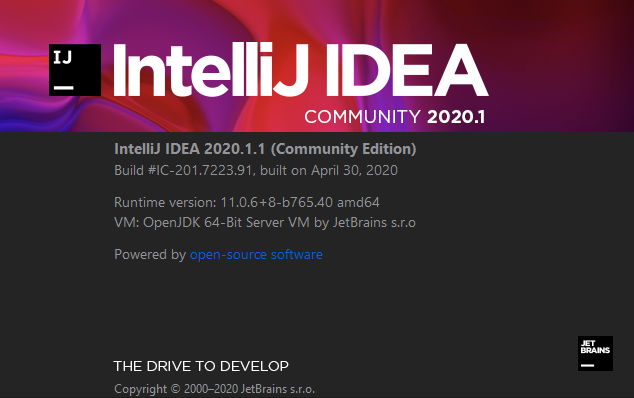 IJ
IntelliJ IDEA
COMMUNITY 2020.1
IntelliJ IDEA 2020.1.1 (Community Edition)
Build #IC-201.7223.91, built on April 30, 2020
Runtime version: 11.0.6+8-b765.40 amd64
VM: OpenJDK 64-Bit Server VM by JetBrains s.r.o
Powered by open-source software
JET
BRAINS
THE DRIVE TO DEVELOP
Copyright © 2000–2020 JetBrains s.r.o.